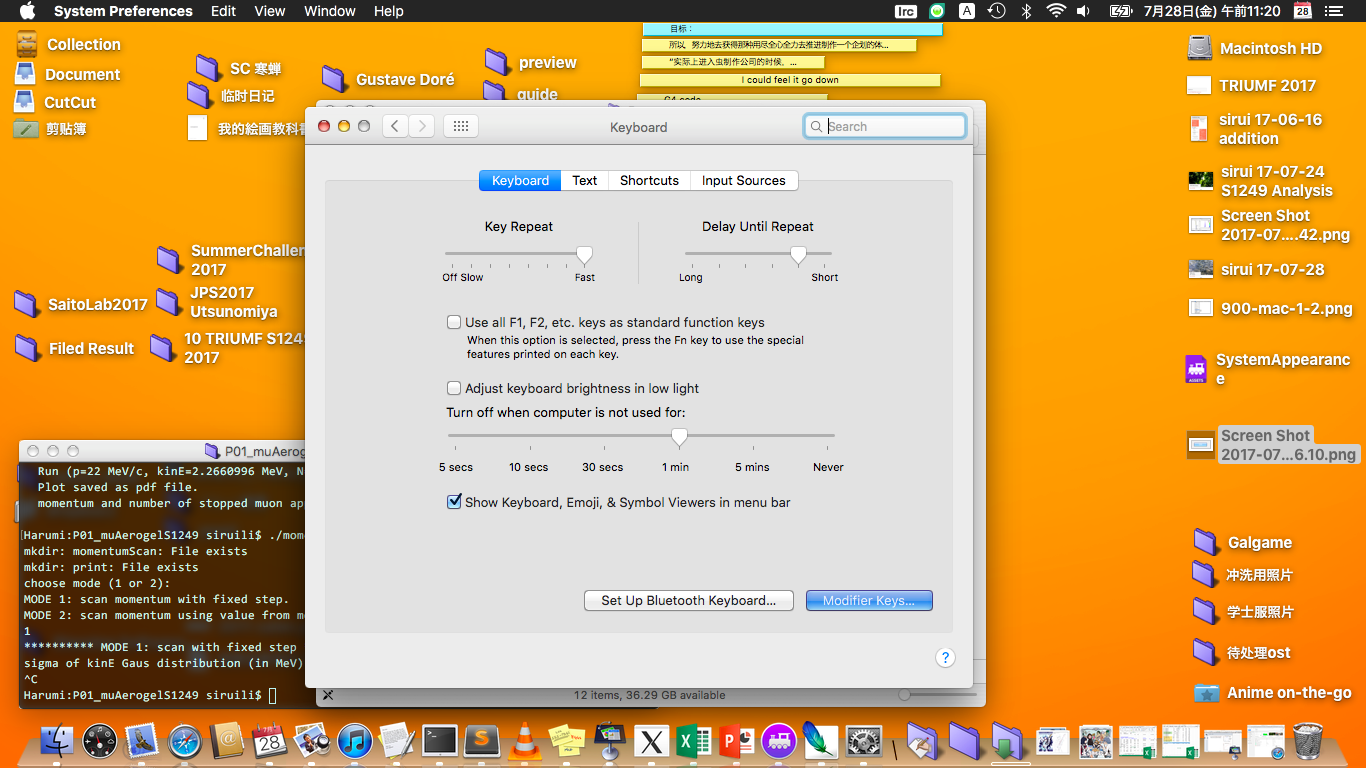 System Preferences Edit View Window Help
Irc A 7月28日(金) 午前11:20 28
Collection
Document
CutCut
剪贴簿
SC 寒蝉
临时日记
我的絵画教科書
Gustave Doré
preview
guide
目标：
所以，努力地去获得那种用尽全心全力去推进制作一个企划的体...
“实际上进入虫制作公司的时候，...
I could feel it go down
G4 code
Macintosh HD
TRIUMF 2017
sirui 17-06-16
addition
sirui 17-07-24
S1249 Analysis
Screen Shot
2017-07....42.png
sirui 17-07-28
900-mac-1-2.png
SystemAppearanc
e
Screen Shot
2017-07...6.10.png
Galgame
冲洗用照片
学士服照片
待处理ost
Anime on-the-go
SummerChallen
2017
SaitoLab2017
JPS2017
Utsunomiya
Filed Result
10 TRIUMF S124
2017
Keyboard
Search
Keyboard Text Shortcuts Input Sources
Key Repeat
Off Slow Fast
Delay Until Repeat
Long Short
Use all F1, F2, etc. keys as standard function keys
When this option is selected, press the Fn key to use the special
features printed on each key.
Adjust keyboard brightness in low light
Turn off when computer is not used for:
5 secs 10 secs 30 secs 1 min 5 mins Never
Show Keyboard, Emoji, & Symbol Viewers in menu bar
Set Up Bluetooth Keyboard... Modifier Keys...
?
12 items, 36.29 GB available
P01_muAerog
Run (p=22 MeV/c, kinE=2.2660996 MeV, N
Plot saved as pdf file.
momentum and number of stopped muon ap
Harumi:P01_muAerogelS1249 siruili$ ./mom
mkdir: momentumScan: File exists
mkdir: print: File exists
choose mode (1 or 2):
MODE 1: scan momentum with fixed step.
MODE 2: scan momentum using value from m
1
********** MODE 1: scan with fixed step
sigma of kinE Gaus distribution (in MeV)
^C
Harumi:P01_muAerogelS1249 siruili$